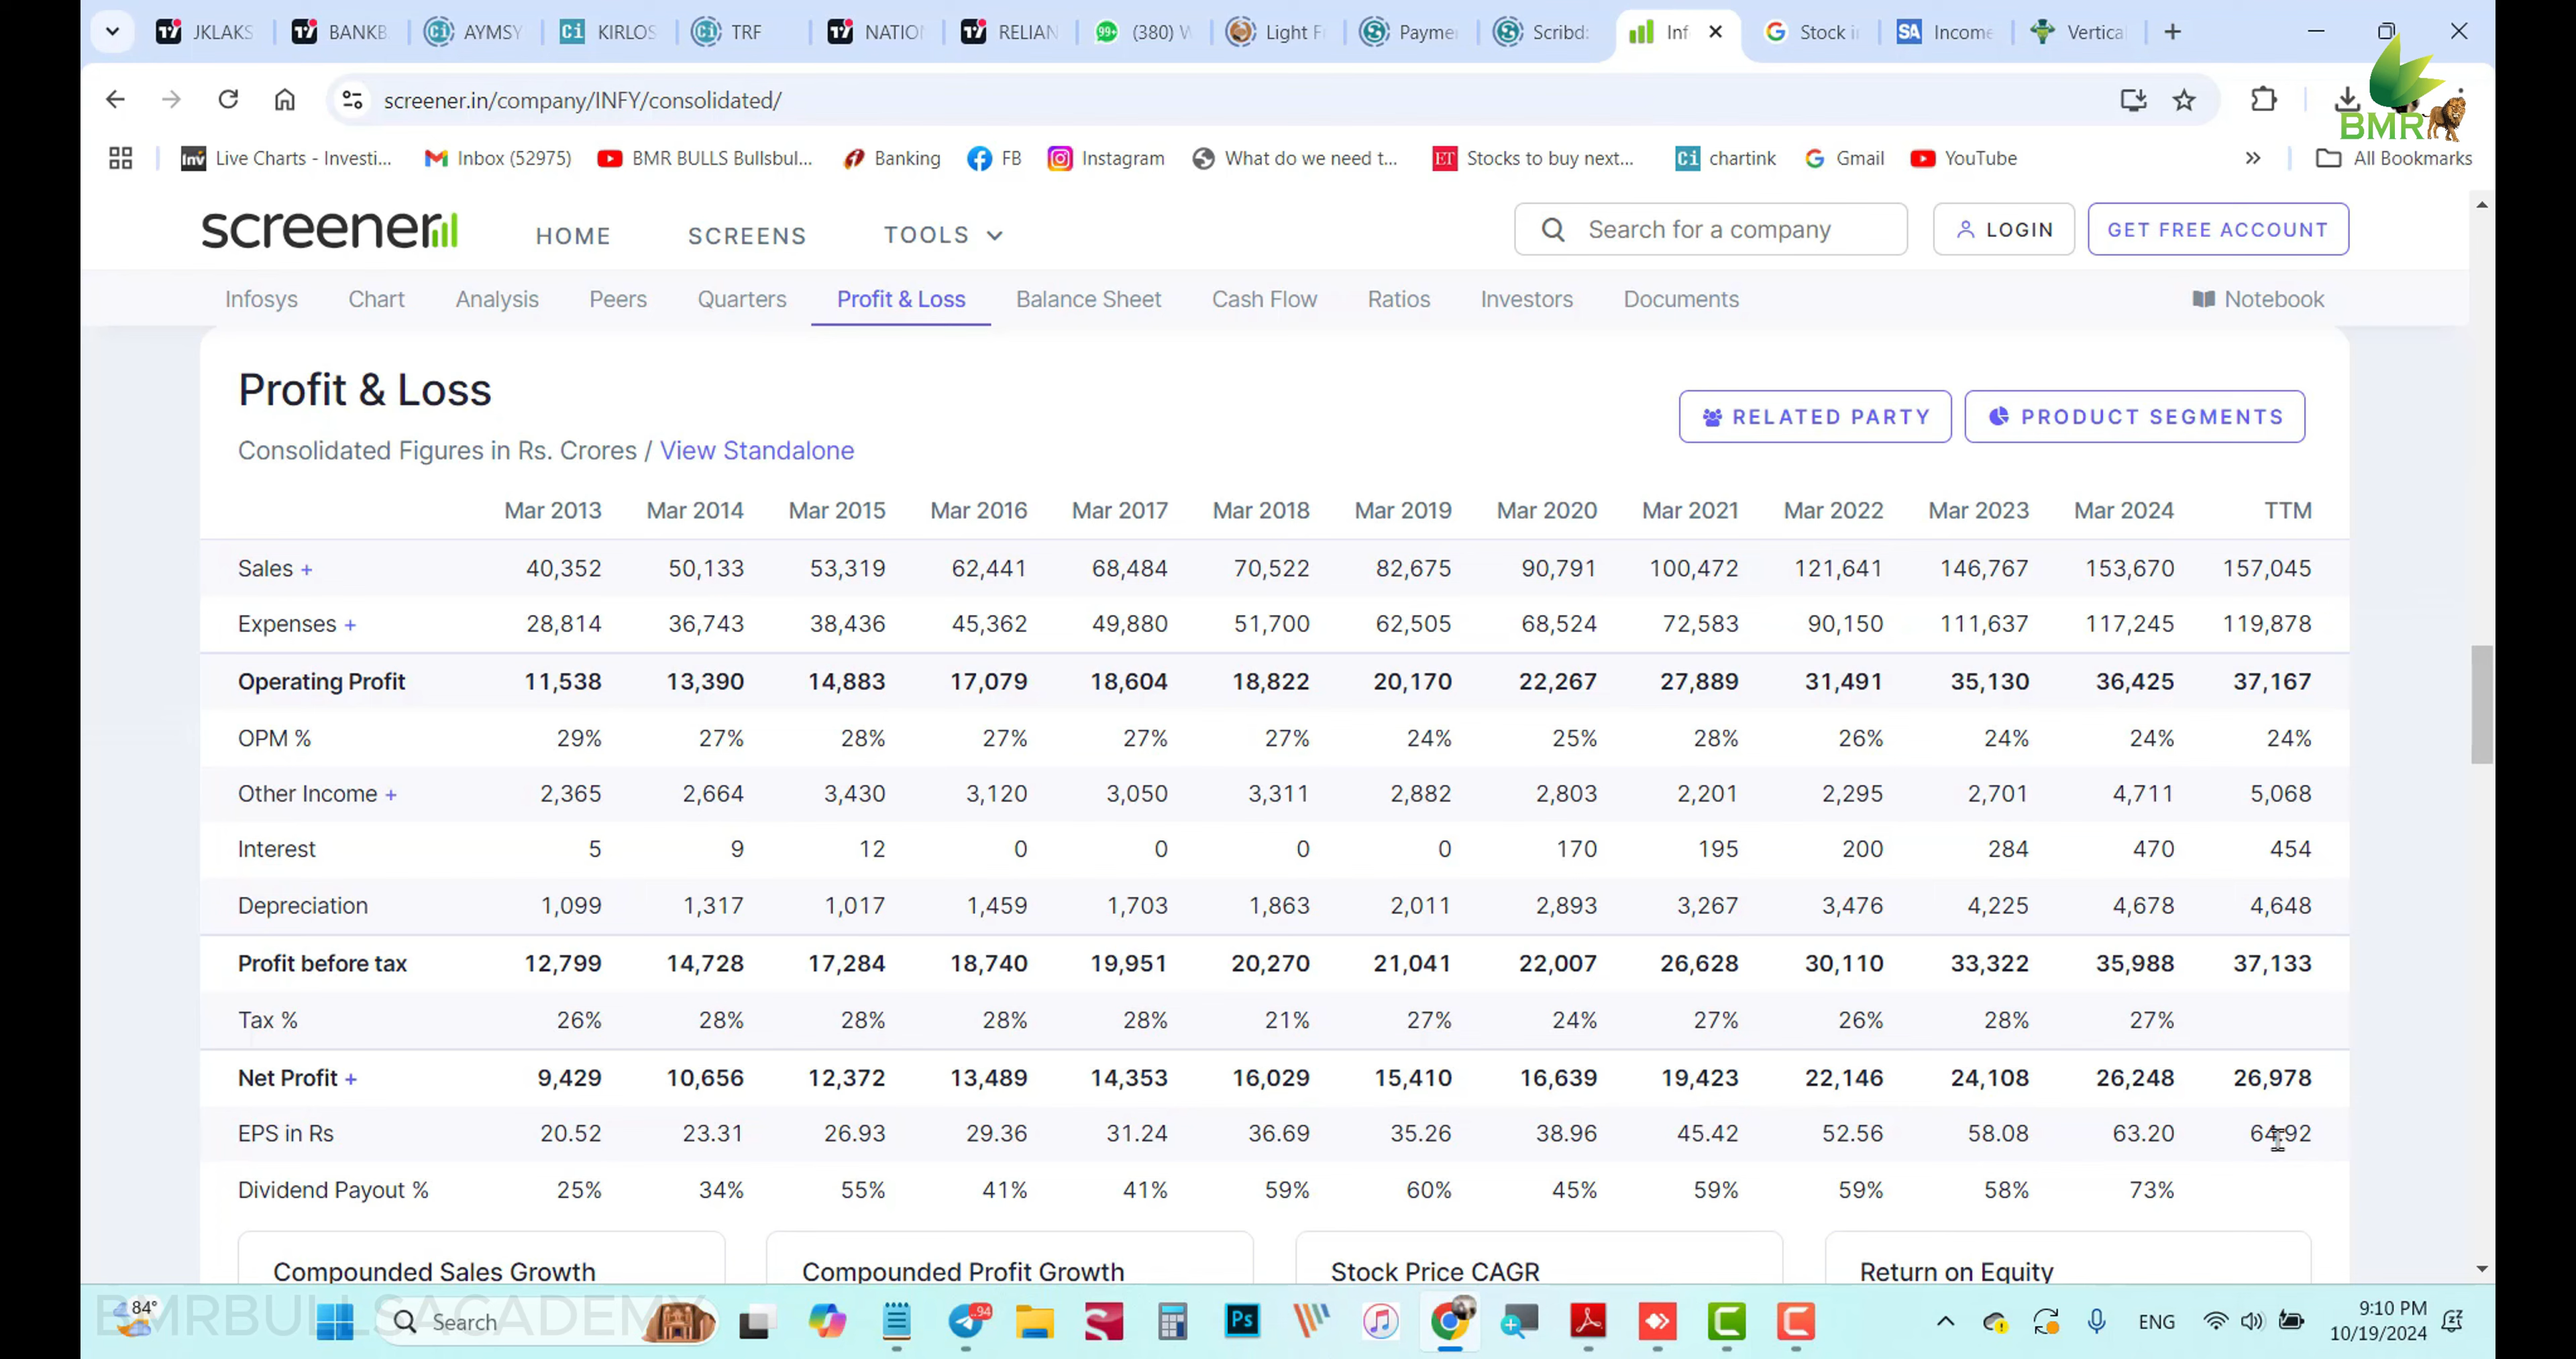 JKLAKS BANKB AYMSY KIRLOS TRF NATIO RELIAN (380) W Light F Payme Scribd: Inf Stock i Income Vertica
screener.in/company/INFY/consolidated/
BMR
Live Charts - Investi... Inbox (52975) BMR BULLS Bullsbul... Banking FB Instagram What do we need t... Stocks to buy next... chartink Gmail YouTube All Bookmarks
screener HOME SCREENS TOOLS Search for a company LOGIN GET FREE ACCOUNT
Infosys Chart Analysis Peers Quarters Profit & Loss Balance Sheet Cash Flow Ratios Investors Documents Notebook
Profit & Loss
RELATED PARTY PRODUCT SEGMENTS
Consolidated Figures in Rs. Crores / View Standalone
Mar 2013 Mar 2014 Mar 2015 Mar 2016 Mar 2017 Mar 2018 Mar 2019 Mar 2020 Mar 2021 Mar 2022 Mar 2023 Mar 2024 TTM
Sales + 40,352 50,133 53,319 62,441 68,484 70,522 82,675 90,791 100,472 121,641 146,767 153,670 157,045
Expenses + 28,814 36,743 38,436 45,362 49,880 51,700 62,505 68,524 72,583 90,150 111,637 117,245 119,878
Operating Profit 11,538 13,390 14,883 17,079 18,604 18,822 20,170 22,267 27,889 31,491 35,130 36,425 37,167
OPM % 29% 27% 28% 27% 27% 27% 24% 25% 28% 26% 24% 24% 24%
Other Income + 2,365 2,664 3,430 3,120 3,050 3,311 2,882 2,803 2,201 2,295 2,701 4,711 5,068
Interest 5 9 12 0 0 0 0 170 195 200 284 470 454
Depreciation 1,099 1,317 1,017 1,459 1,703 1,863 2,011 2,893 3,267 3,476 4,225 4,678 4,648
Profit before tax 12,799 14,728 17,284 18,740 19,951 20,270 21,041 22,007 26,628 30,110 33,322 35,988 37,133
Tax % 26% 28% 28% 28% 28% 21% 27% 24% 27% 26% 28% 27%
Net Profit + 9,429 10,656 12,372 13,489 14,353 16,029 15,410 16,639 19,423 22,146 24,108 26,248 26,978
EPS in Rs 20.52 23.31 26.93 29.36 31.24 36.69 35.26 38.96 45.42 52.56 58.08 63.20 64.92
Dividend Payout % 25% 34% 55% 41% 41% 59% 60% 45% 59% 59% 58% 73%
Compounded Sales Growth Compounded Profit Growth Stock Price CAGR Return on Equity
BMRBULLSACADEMY
84° Search 94 Ps ENG 9:10 PM
10/19/2024